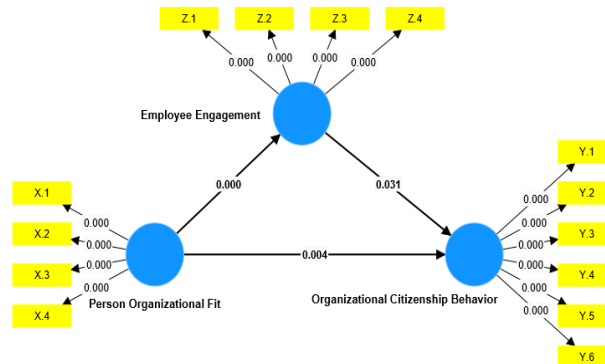 Z.1
Z.2
Z.3
Z.4
0.000
0.000
0.000
0.000
Employee Engagement
Y.1
0.000
0.031
0.000
Y.2
X.1
0.000
0.000
Y.3
X.2
0.000
0.000
0.000
0.004
0.000
Y.4
X.3
0.000
0.000
Y.5
X.4
Person Organizational Fit
Organizational Citizenship Behavior
0.000
Y.6